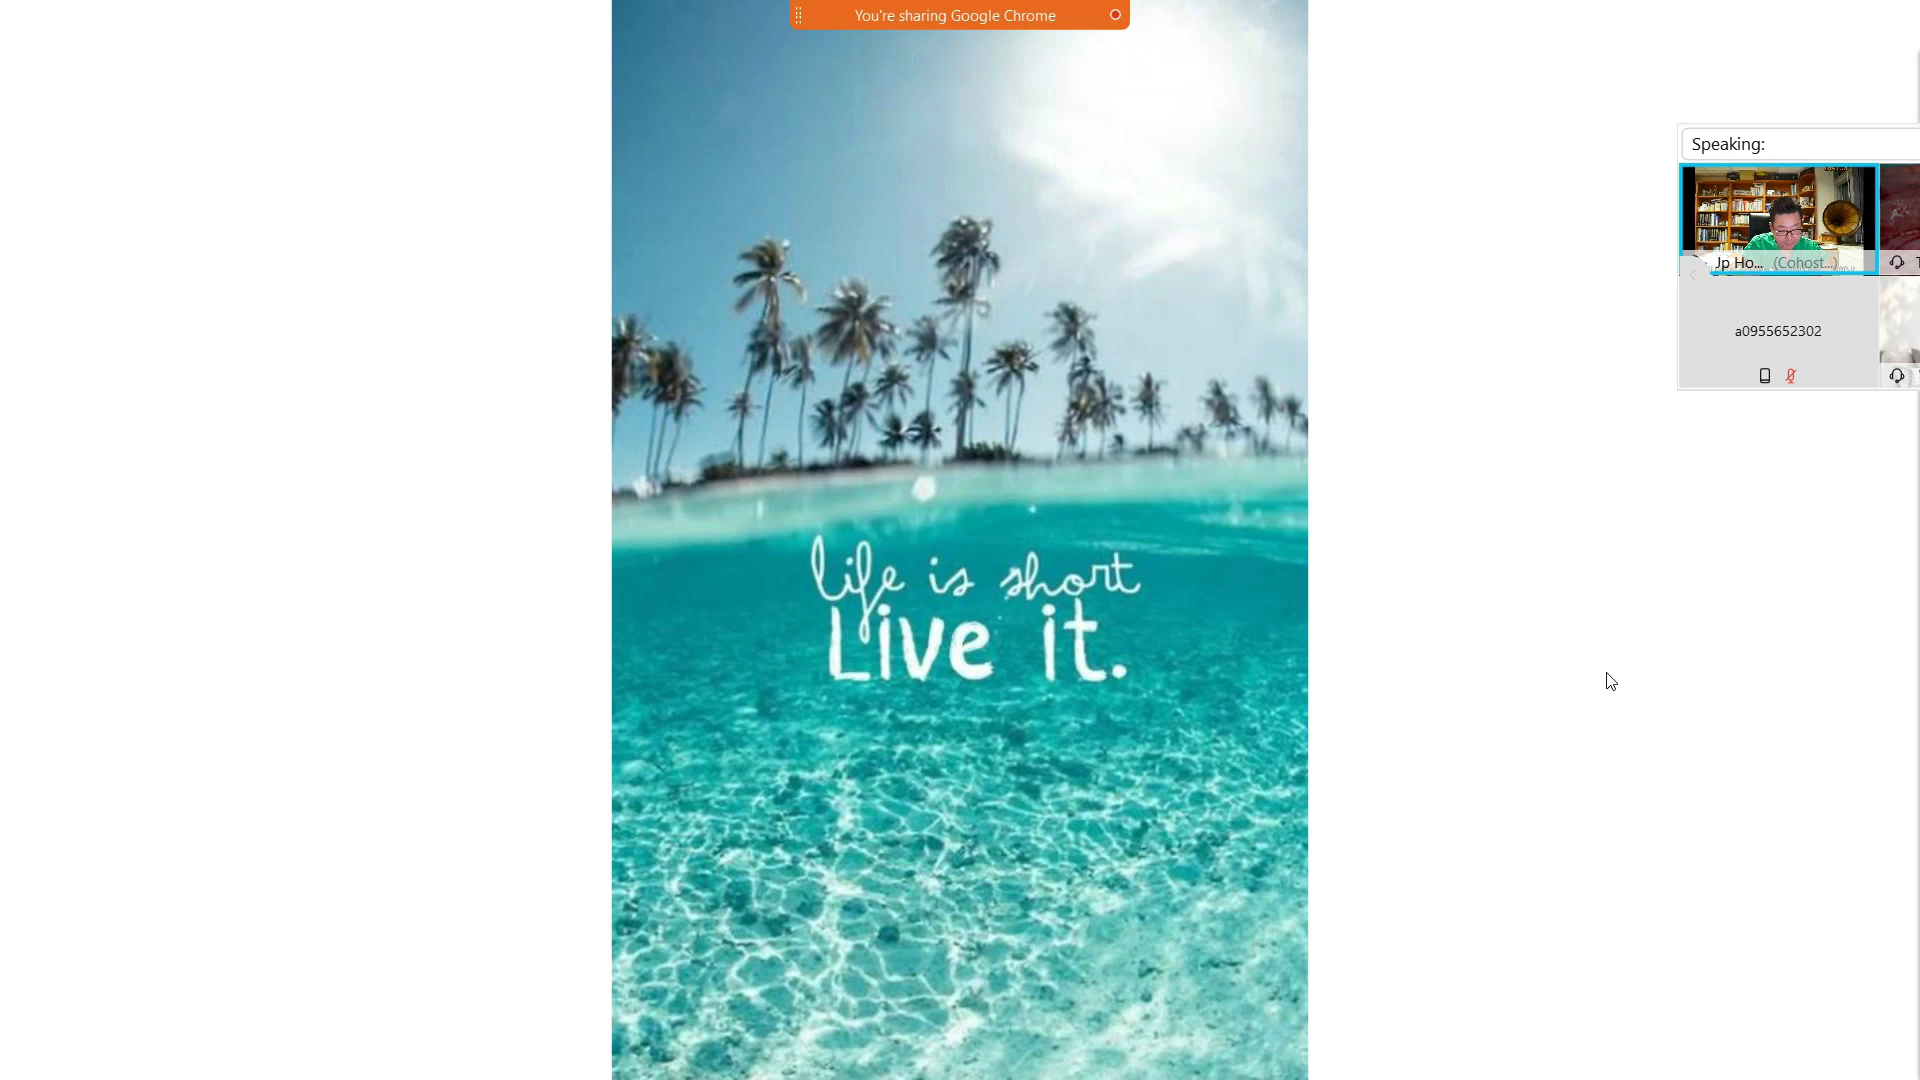 You're sharing Google Chrome
Speaking:
Jp Ho... (Cohost...)
a0955652302
life is short
Live it.